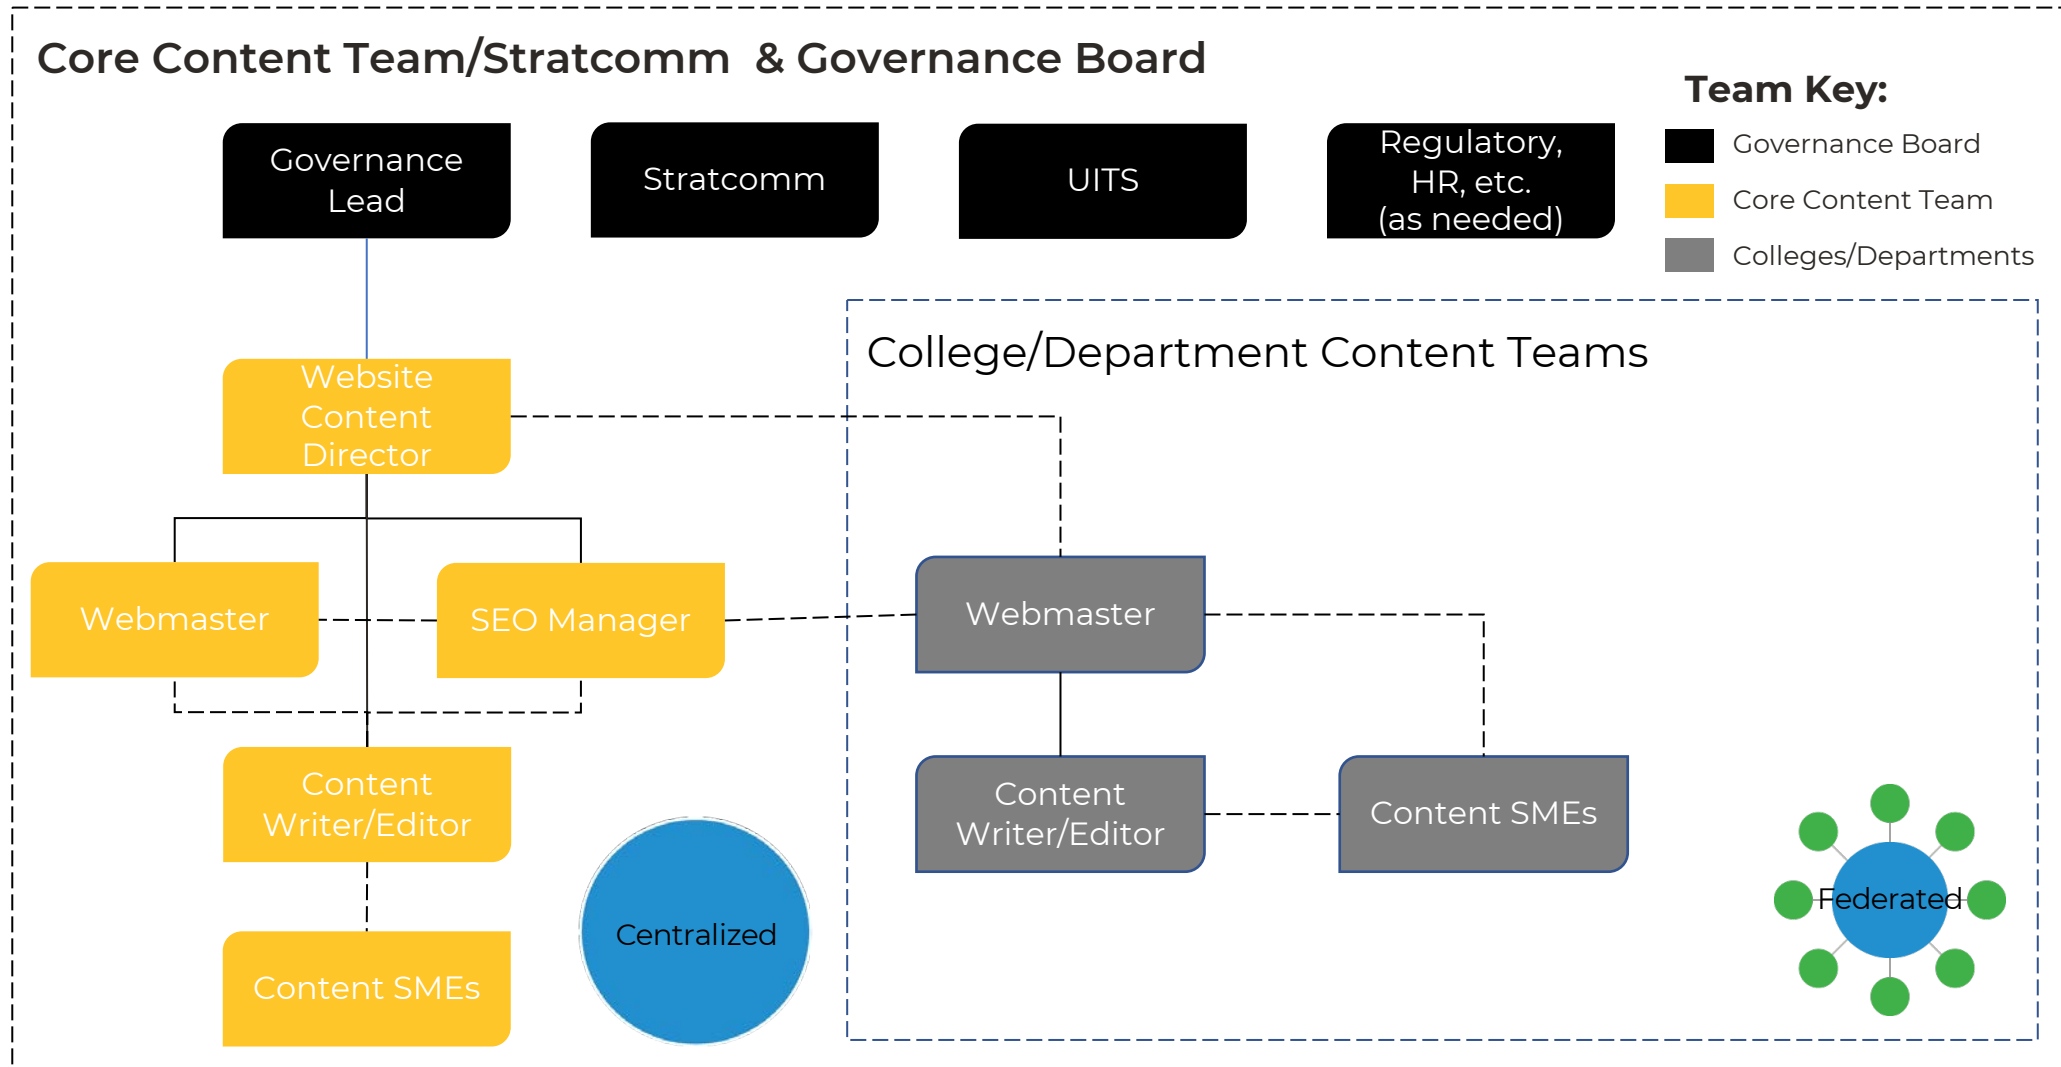 Core Content Team/Stratcomm & Governance Board
Team Key:
Governance Board
Core Content Team
Colleges/Departments
Governance
Lead
Stratcomm
UITS
Regulatory,
HR, etc.
(as needed)
Website
Content
Director
College/Department Content Teams
Webmaster
SEO Manager
Webmaster
Content
Writer/Editor
Content
Writer/Editor
Content SMEs
Content SMEs
Centralized
Federated